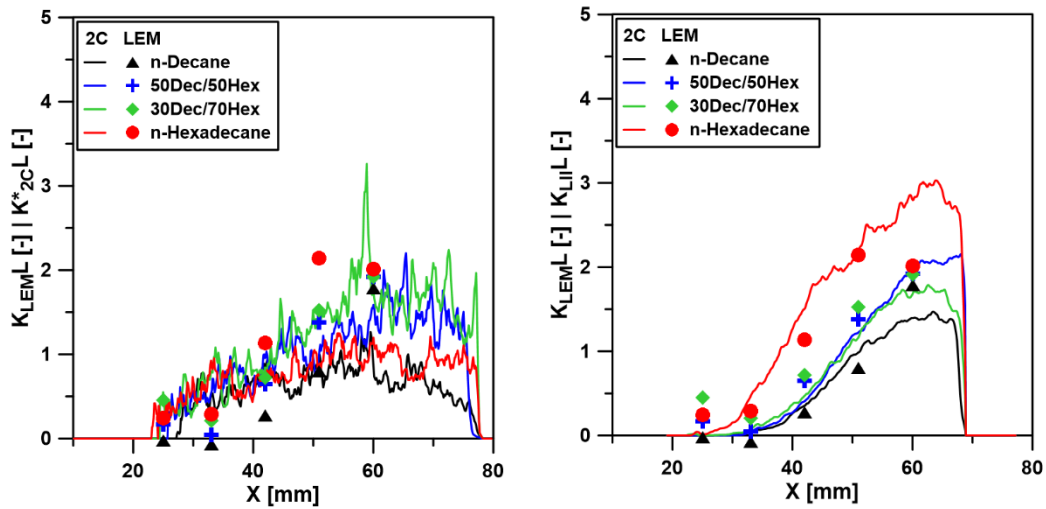 5
4
3
2
1
0
K_LEM L [-] | K*_2C L [-]
2C LEM
n-Decane
50Dec/50Hex
30Dec/70Hex
n-Hexadecane
20 40 60 80
X [mm]
5
4
3
2
1
0
K_LEM L [-] | K_LII L [-]
2C LEM
n-Decane
50Dec/50Hex
30Dec/70Hex
n-Hexadecane
20 40 60 80
X [mm]